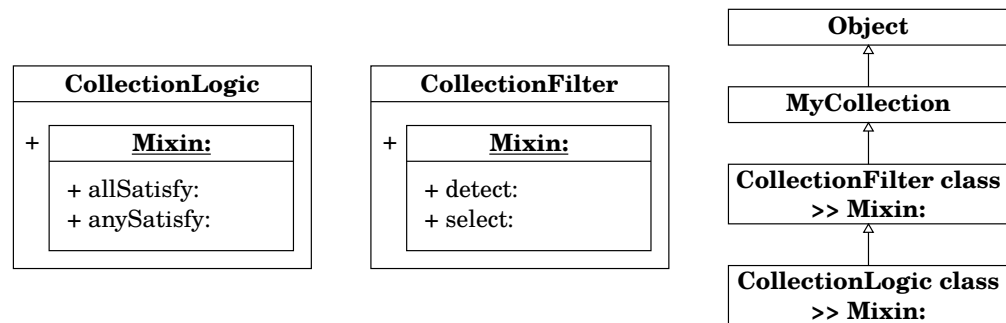 CollectionLogic
+
Mixin:
+ allSatisfy:
+ anySatisfy:
CollectionFilter
+
Mixin:
+ detect:
+ select:
Object
MyCollection
CollectionFilter class
>> Mixin:
CollectionLogic class
>> Mixin: